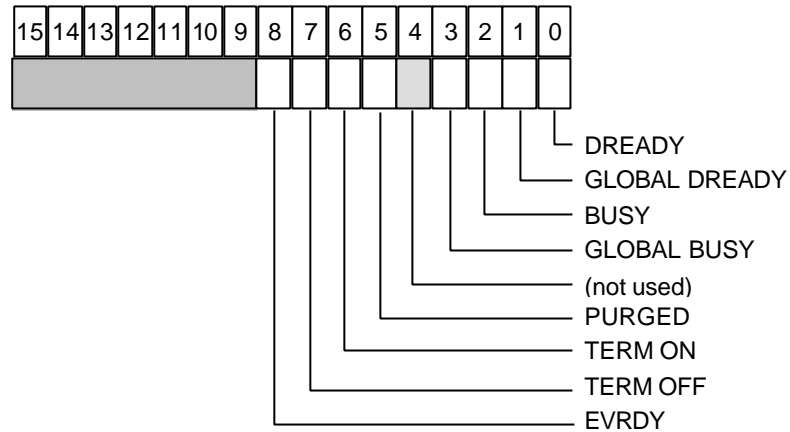 15 14 13 12 11 10 9 8 7 6 5 4 3 2 1 0
DREADY
GLOBAL DREADY
BUSY
GLOBAL BUSY
(not used)
PURGED
TERM ON
TERM OFF
EVRDY